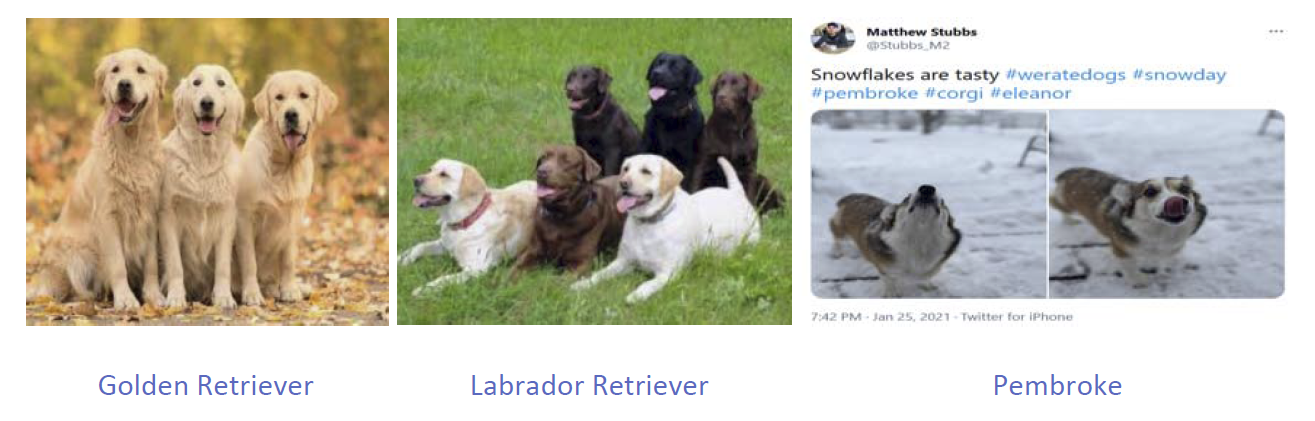 Matthew Stubbs
@Stubbs_M2
Snowflakes are tasty #weratedogs #snowday
#pembroke #corgi #eleanor
7:42 PM · Jan 25, 2021 · Twitter for iPhone
Golden Retriever
Labrador Retriever
Pembroke